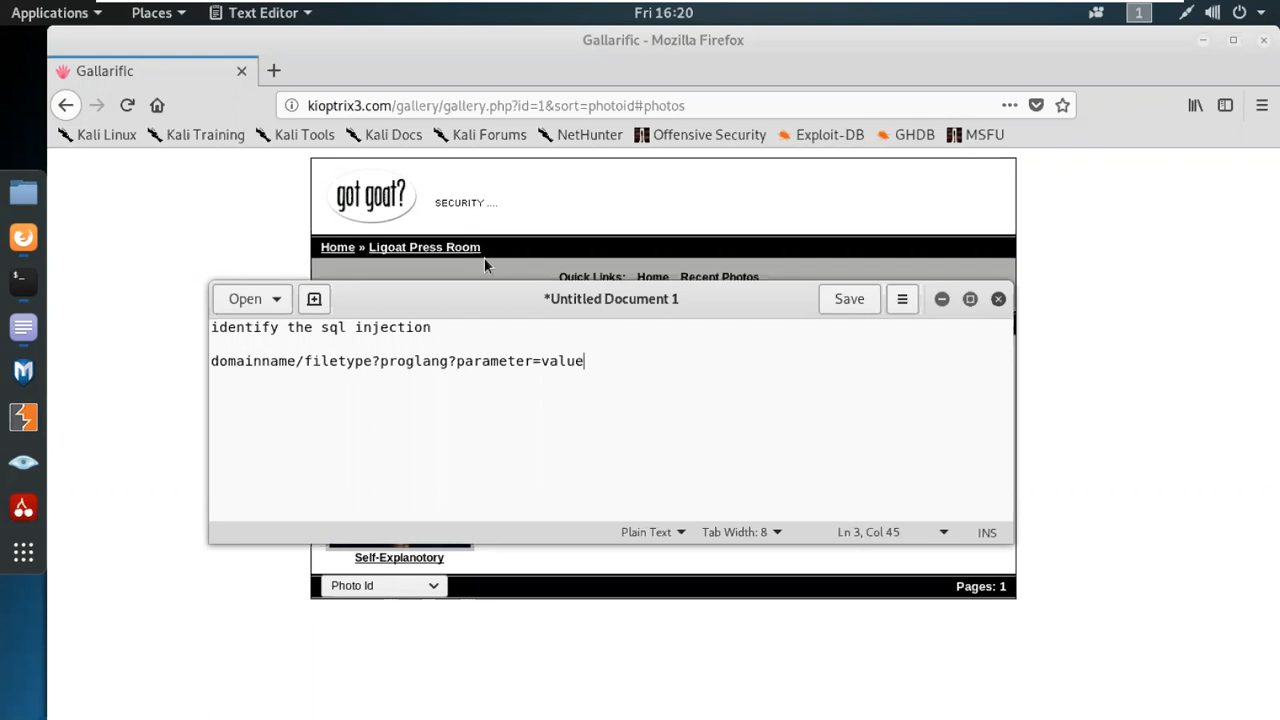 Applications Places Text Editor Fri 16:20 1
Gallarific - Mozilla Firefox
Gallarific
kioptrix3.com/gallery/gallery.php?id=1&sort=photoid#photos
Kali Linux Kali Training Kali Tools Kali Docs Kali Forums NetHunter Offensive Security Exploit-DB GHDB MSFU
got goat? SECURITY ....
Home » Ligoat Press Room
Quick Links: Home Recent Photos
Open *Untitled Document 1 Save
identify the sql injection
domainname/filetype?proglang?parameter=value
Plain Text Tab Width: 8 Ln 3, Col 45 INS
Self-Explanotory
Photo Id Pages: 1